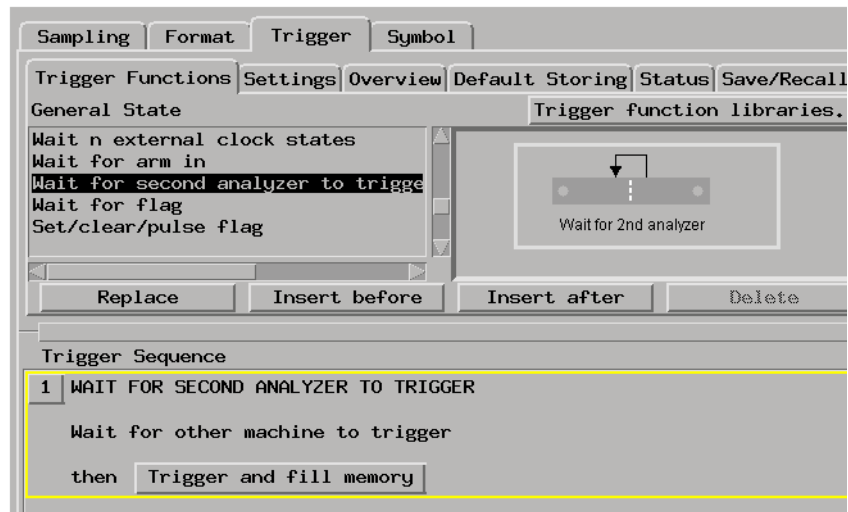 Sampling Format Trigger Symbol
Trigger Functions Settings Overview Default Storing Status Save/Recall
General State Trigger function libraries.
Wait n external clock states
Wait for arm in
Wait for second analyzer to trigge
Wait for flag
Set/clear/pulse flag
Wait for 2nd analyzer
Replace Insert before Insert after Delete
Trigger Sequence
1 WAIT FOR SECOND ANALYZER TO TRIGGER
Wait for other machine to trigger
then Trigger and fill memory